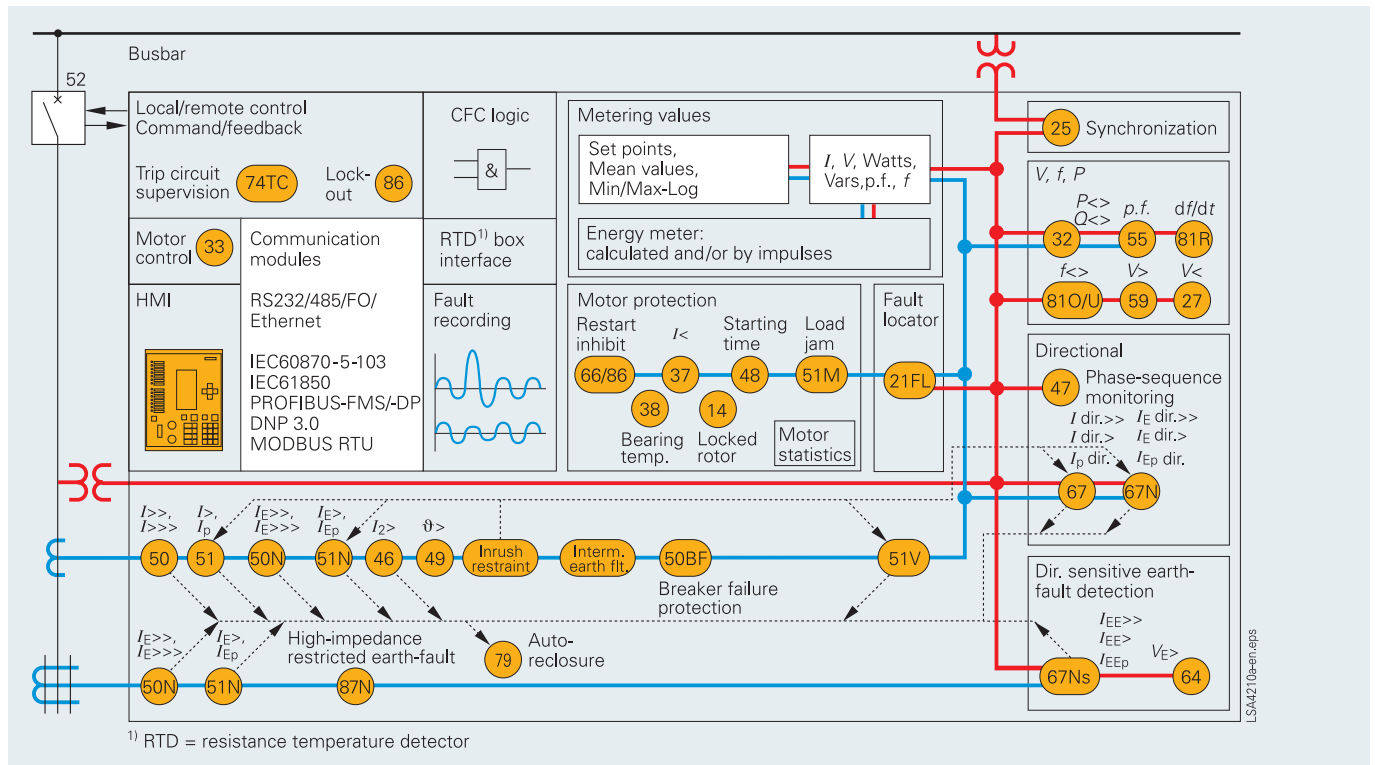 Busbar
52
Local/remote control
Command/feedback
Trip circuit
supervision
74TC
Lock-
out
86
CFC logic
&
Metering values
Set points,
Mean values,
Min/Max-Log
I, V, Watts,
Vars,p.f., f
Energy meter:
calculated and/or by impulses
25
Synchronization
V, f, P
P<>
Q<>
p.f.
df/dt
32
55
81R
f<>
V>
V<
81O/U
59
27
Motor
control
33
Communication
modules
RS232/485/FO/
Ethernet
IEC60870-5-103
IEC61850
PROFIBUS-FMS/-DP
DNP 3.0
MODBUS RTU
RTD1) box
interface
HMI
Fault
recording
Motor protection
Restart
inhibit
I<
Starting
time
Load
jam
66/86
37
48
51M
38
14
Bearing
temp.
Locked
rotor
Motor
statistics
Fault
locator
21FL
Directional
47
Phase-sequence
monitoring
I dir.>>
I dir.>
Ip dir.
IE dir.>>
IE dir.>
IEp dir.
67
67N
I>>,
I>>>
I>,
Ip
IE>>,
IE>>>
IE>,
IEp
I2>
ϑ>
50
51
50N
51N
46
49
Inrush
restraint
Interm.
earth flt.
50BF
51V
Breaker failure
protection
IE>>,
IE>>>
IE>,
IEp
High-impedance
restricted earth-fault
79
Auto-
reclosure
50N
51N
87N
Dir. sensitive earth-
fault detection
IEE>>
IEE>
IEEp
VE>
67Ns
64
LSA4210a-en.eps
1) RTD = resistance temperature detector